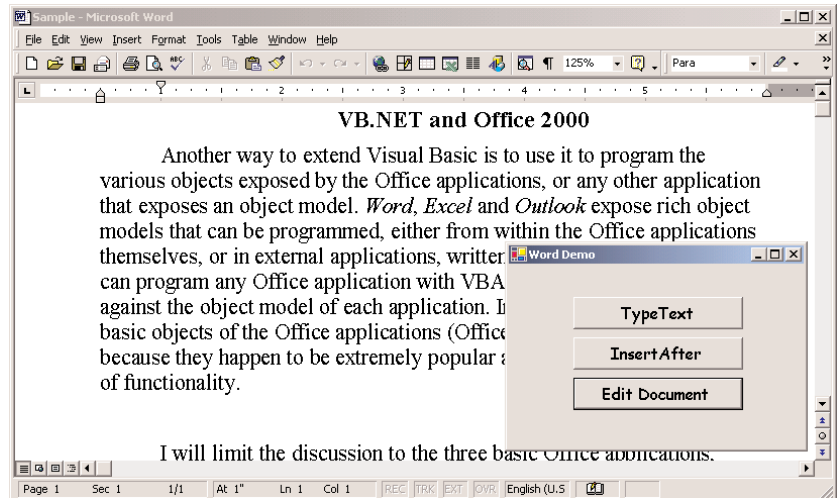 Sample - Microsoft Word
File Edit View Insert Format Tools Table Window Help
125% Para
2 3 4 5
VB.NET and Office 2000
Another way to extend Visual Basic is to use it to program the
various objects exposed by the Office applications, or any other application
that exposes an object model. Word, Excel and Outlook expose rich object
models that can be programmed, either from within the Office applications
themselves, or in external applications, written
can program any Office application with VBA
against the object model of each application. I
basic objects of the Office applications (Office
because they happen to be extremely popular a
of functionality.
Word Demo
TypeText
InsertAfter
Edit Document
I will limit the discussion to the three basic Office applications,
Page 1 Sec 1 1/1 At 1" Ln 1 Col 1 REC TRK EXT OVR English (U.S